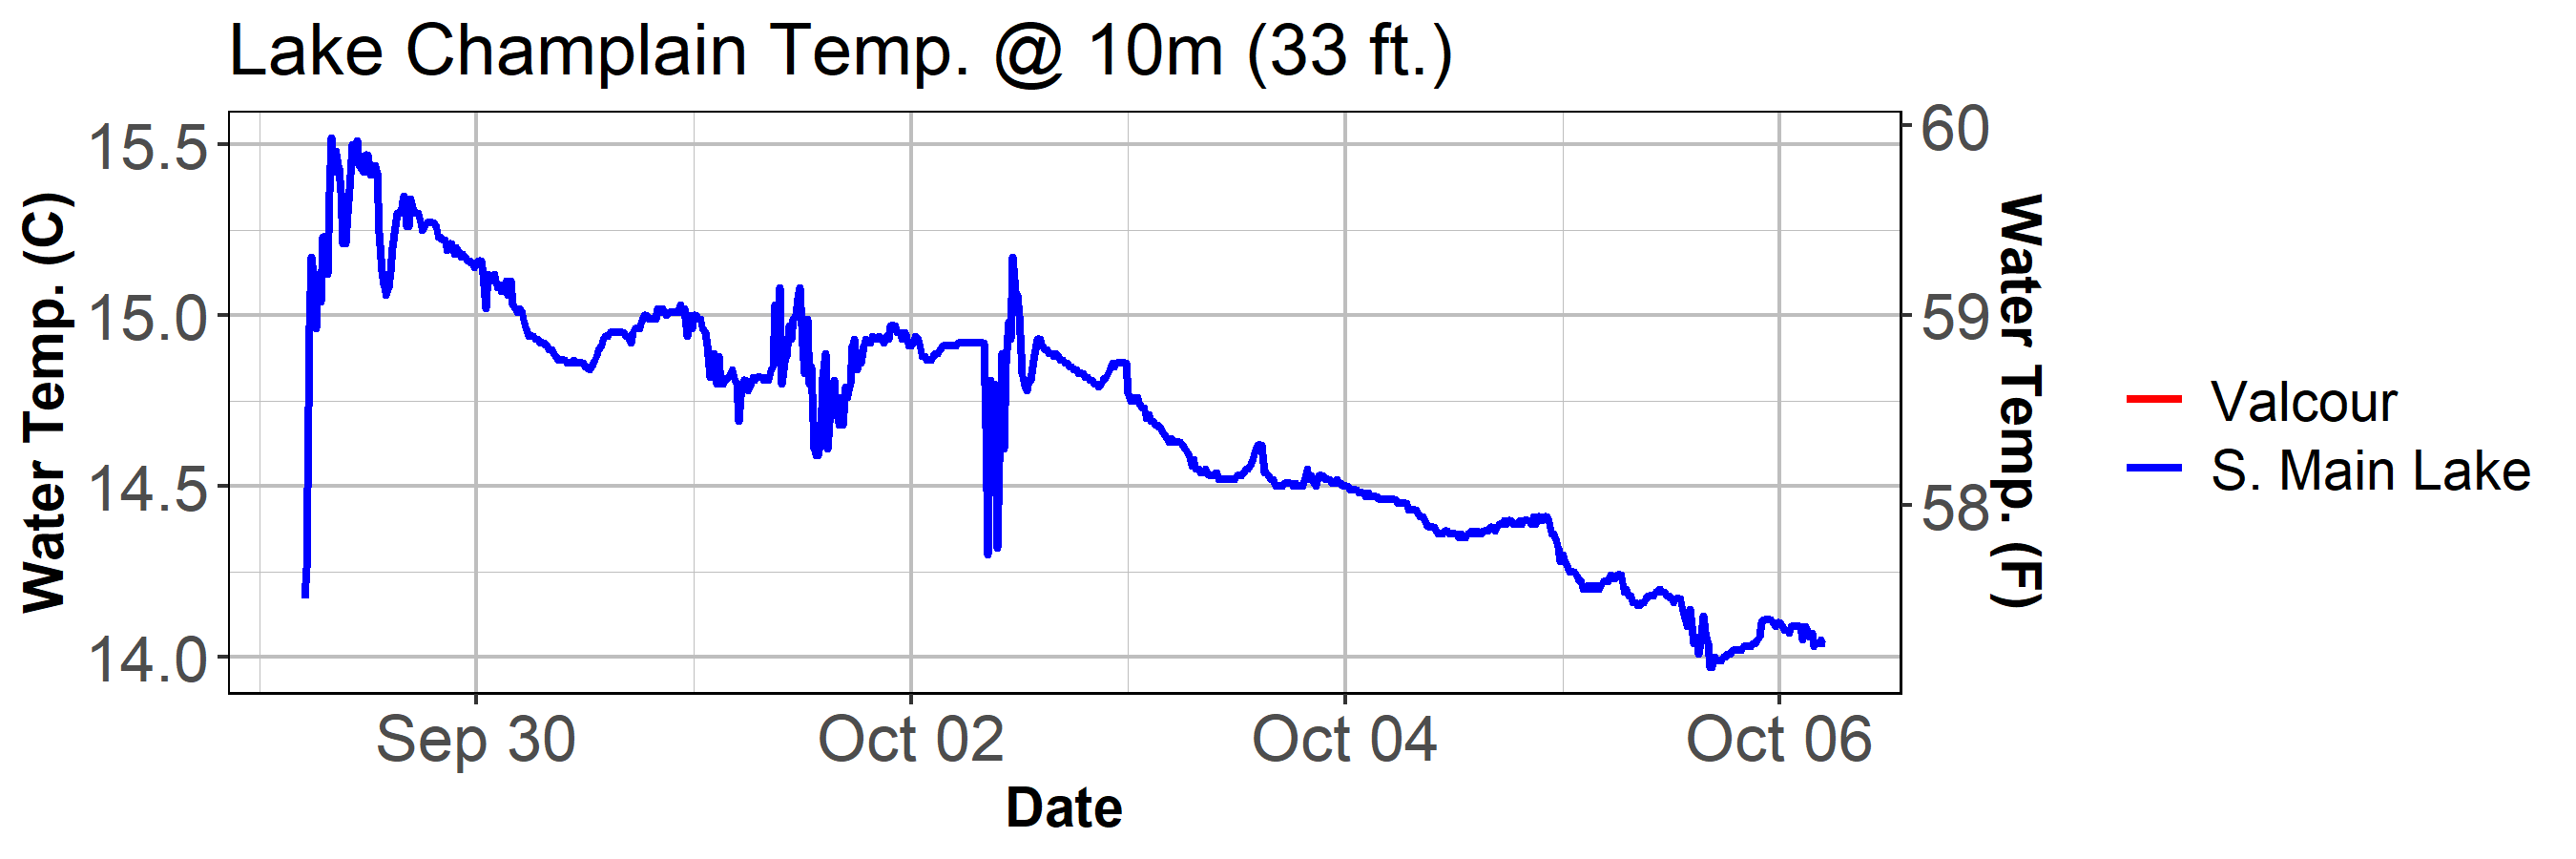 Lake Champlain Temp. @ 10m (33 ft.)
Water Temp. (C)
15.5
15.0
14.5
14.0
60
59
58
Water Temp. (F)
Sep 30
Oct 02
Oct 04
Oct 06
Date
Valcour
S. Main Lake